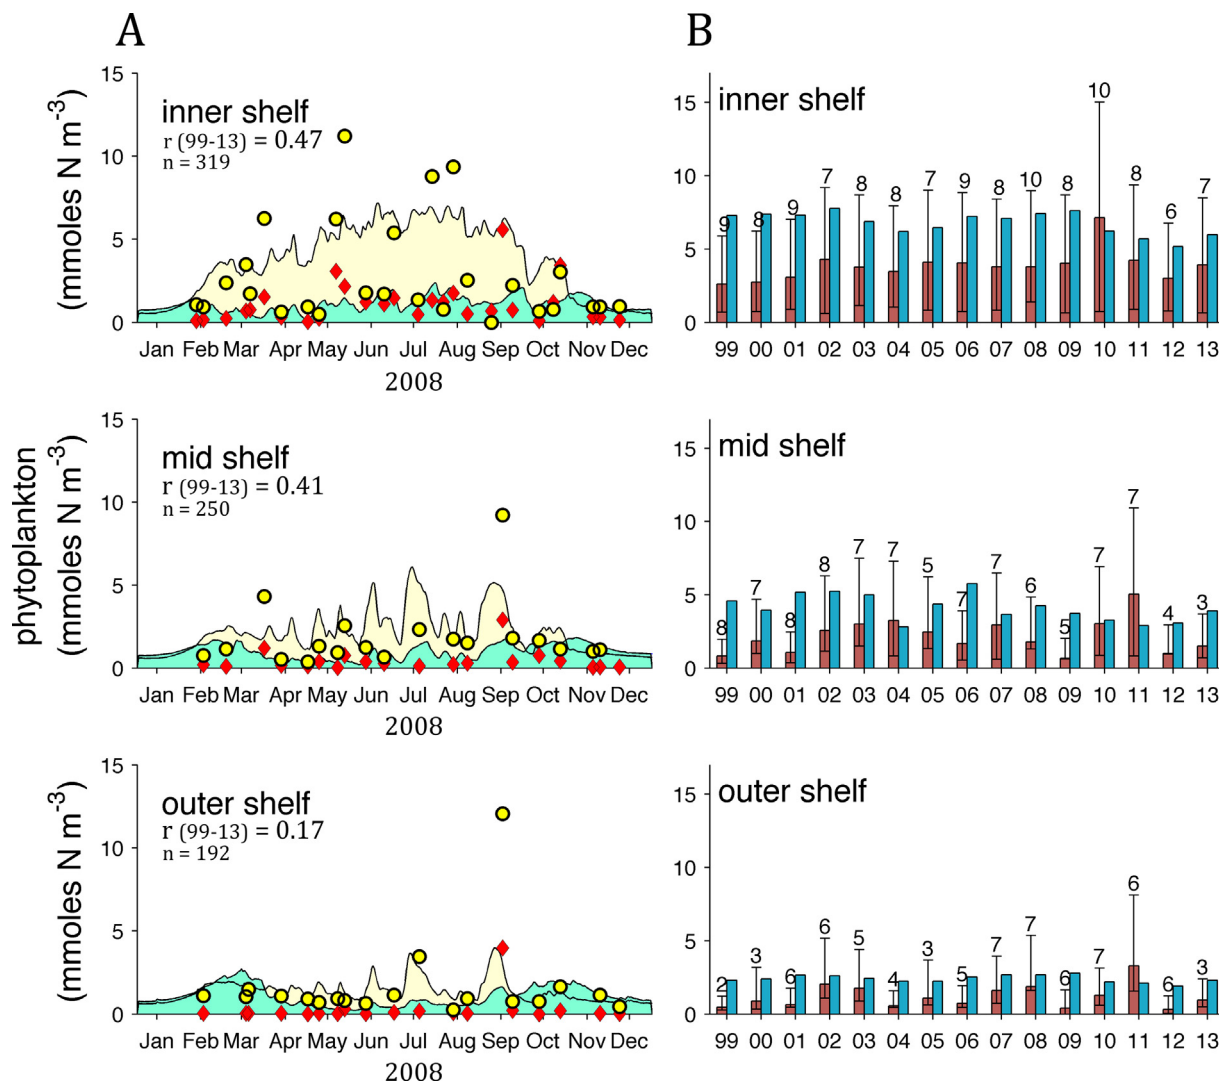 A
B
15
10
5
0
(mmoles N m-3)
inner shelf
r (99-13) = 0.47
n = 319
Jan Feb Mar Apr May Jun Jul Aug Sep Oct Nov Dec
2008
15
10
5
0
inner shelf
9 8 9 7 8 8 7 9 8 10 8 10 8 6 7
99 00 01 02 03 04 05 06 07 08 09 10 11 12 13
15
10
5
0
phytoplankton
(mmoles N m-3)
mid shelf
r (99-13) = 0.41
n = 250
Jan Feb Mar Apr May Jun Jul Aug Sep Oct Nov Dec
2008
15
10
5
0
mid shelf
8 7 8 8 7 7 5 7 7 6 5 7 7 4 3
99 00 01 02 03 04 05 06 07 08 09 10 11 12 13
15
10
5
0
(mmoles N m-3)
outer shelf
r (99-13) = 0.17
n = 192
Jan Feb Mar Apr May Jun Jul Aug Sep Oct Nov Dec
2008
15
10
5
0
outer shelf
2 3 6 6 5 4 3 5 7 7 6 7 6 6 3
99 00 01 02 03 04 05 06 07 08 09 10 11 12 13